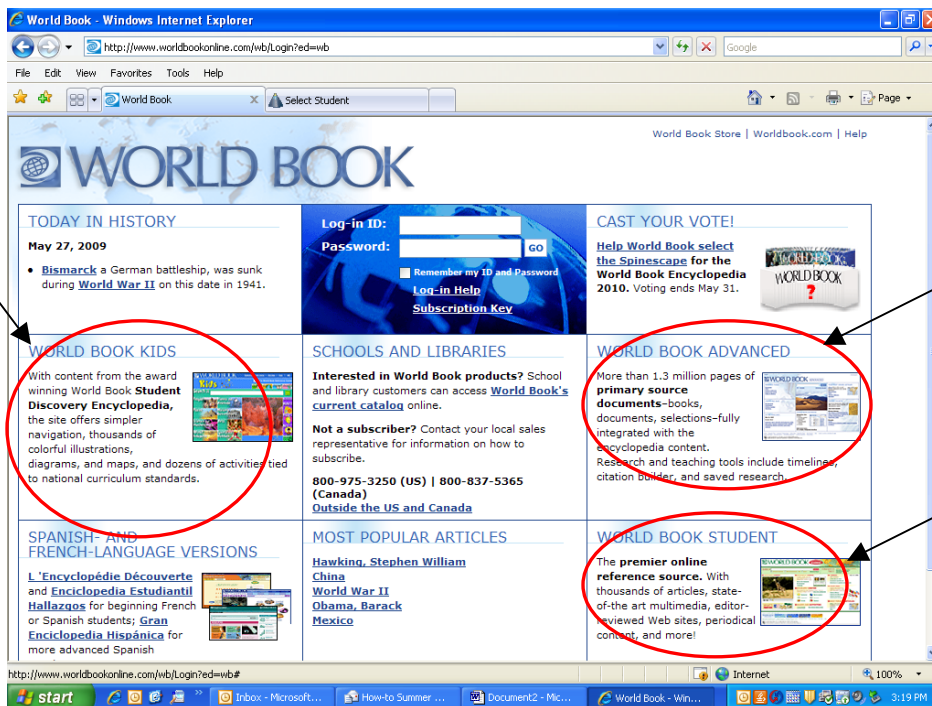 World Book - Windows Internet Explorer
http://www.worldbookonline.com/wb/Login?ed=wb
Google
File Edit View Favorites Tools Help
World Book
Select Student
Page
World Book Store | Worldbook.com | Help
WORLD BOOK
TODAY IN HISTORY
May 27, 2009
• Bismarck a German battleship, was sunk
during World War II on this date in 1941.
Log-in ID:
Password:
GO
Remember my ID and Password
Log-in Help
Subscription Key
CAST YOUR VOTE!
Help World Book select
the Spinescape for the
World Book Encyclopedia
2010. Voting ends May 31.
WORLD BOOK
?
WORLD BOOK KIDS
With content from the award
winning World Book Student
Discovery Encyclopedia,
the site offers simpler
navigation, thousands of
colorful illustrations,
diagrams, and maps, and dozens of activities tied
to national curriculum standards.
Kids
SCHOOLS AND LIBRARIES
Interested in World Book products? School
and library customers can access World Book's
current catalog online.
Not a subscriber? Contact your local sales
representative for information on how to
subscribe.
800-975-3250 (US) | 800-837-5365
(Canada)
Outside the US and Canada
WORLD BOOK ADVANCED
More than 1.3 million pages of
primary source
documents–books,
documents, selections–fully
integrated with the
encyclopedia content.
Research and teaching tools include timelines,
citation builder, and saved research.
WORLD BOOK
SPANISH- AND
FRENCH-LANGUAGE VERSIONS
L 'Encyclopédie Découverte
and Enciclopedia Estudiantil
Hallazgos for beginning French
or Spanish students; Gran
Enciclopedia Hispánica for
more advanced Spanish
MOST POPULAR ARTICLES
Hawking, Stephen William
China
World War II
Obama, Barack
Mexico
WORLD BOOK STUDENT
The premier online
reference source. With
thousands of articles, state-
of-the art multimedia, editor-
reviewed Web sites, periodical
content, and more!
WORLD BOOK
http://www.worldbookonline.com/wb/Login?ed=wb#
Internet
100%
start
Inbox - Microsoft...
How-to Summer ...
Document2 - Mic...
World Book - Win...
3:19 PM